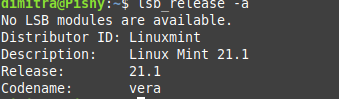 dimitra@Pishy:~$ lsb_release -a
No LSB modules are available.
Distributor ID: Linuxmint
Description: Linux Mint 21.1
Release: 21.1
Codename: vera